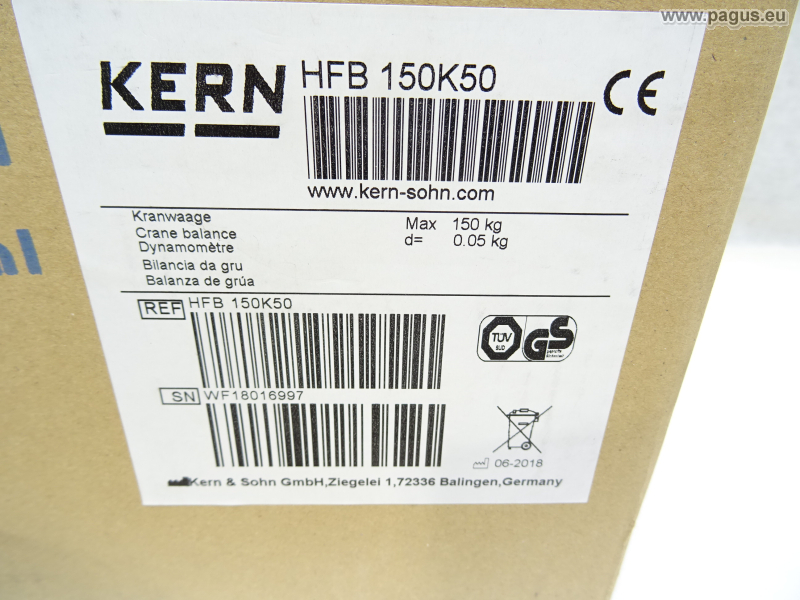 www.pagus.eu
KERN
HFB 150K50
CE
www.kern-sohn.com
Kranwaage
Crane balance
Dynamomètre
Bilancia da gru
Balanza de grúa
Max 150 kg
d= 0.05 kg
REF HFB 150K50
SN WF18016997
TÜV
SÜD
GS
06-2018
Kern & Sohn GmbH,Ziegelei 1,72336 Balingen,Germany